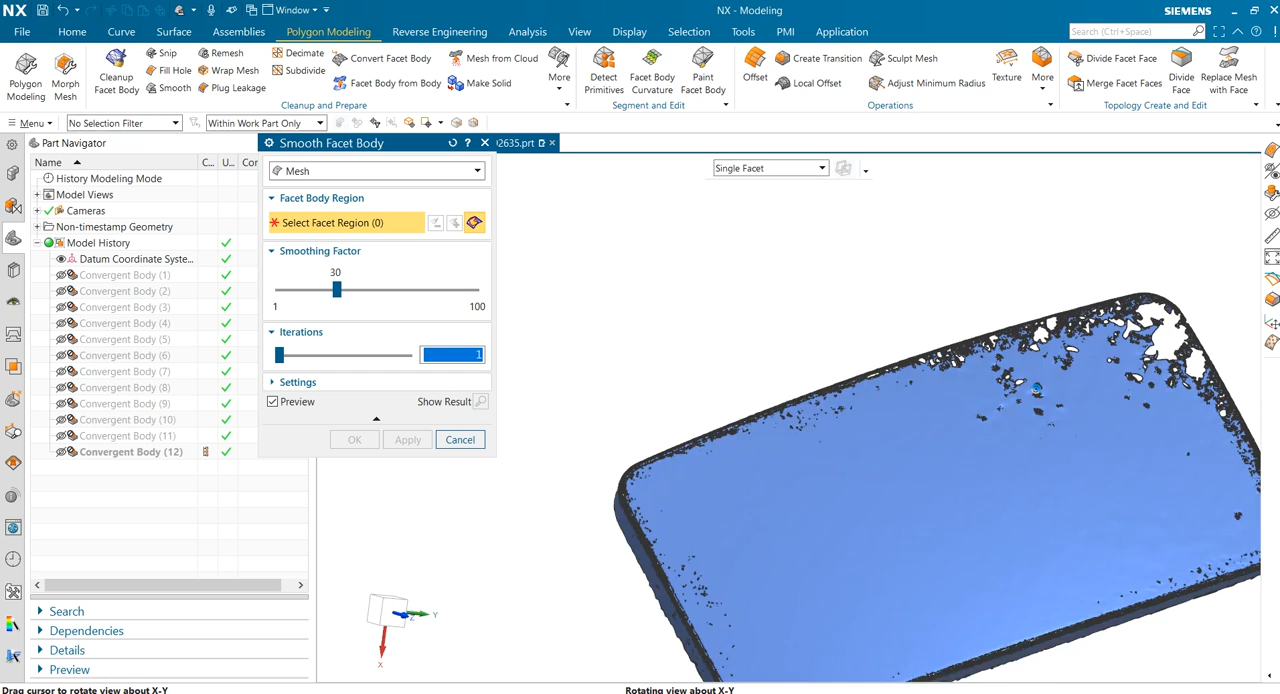 NX
Window
NX - Modeling
SIEMENS
File
Home
Curve
Surface
Assemblies
Polygon Modeling
Reverse Engineering
Analysis
View
Display
Selection
Tools
PMI
Application
Search (Ctrl+Space)
Polygon Modeling
Morph Mesh
Cleanup Facet Body
Snip
Fill Hole
Smooth
Remesh
Wrap Mesh
Plug Leakage
Decimate
Subdivide
Convert Facet Body
Facet Body from Body
Mesh from Cloud
Make Solid
More
Detect Primitives
Facet Body Curvature
Paint Facet Body
Offset
Create Transition
Local Offset
Sculpt Mesh
Adjust Minimum Radius
Texture
More
Divide Facet Faces
Merge Facet Faces
Divide Face
Replace Mesh with Face
Cleanup and Prepare
Segment and Edit
Operations
Topology Create and Edit
Menu
No Selection Filter
Within Work Part Only
Part Navigator
Name
C...
U...
Con
History Modeling Mode
Model Views
Cameras
Non-timestamp Geometry
Model History
Datum Coordinate Syste...
Convergent Body (1)
Convergent Body (2)
Convergent Body (3)
Convergent Body (4)
Convergent Body (5)
Convergent Body (6)
Convergent Body (7)
Convergent Body (8)
Convergent Body (9)
Convergent Body (10)
Convergent Body (11)
Convergent Body (12)
Search
Dependencies
Details
Preview
Smooth Facet Body
2635.prt
Mesh
Facet Body Region
* Select Facet Region (0)
Smoothing Factor
30
1
100
Iterations
1
Settings
Preview
Show Result
OK
Apply
Cancel
Single Facet
Y
Z
X
Drag cursor to rotate view about X-Y
Rotating view about X-Y